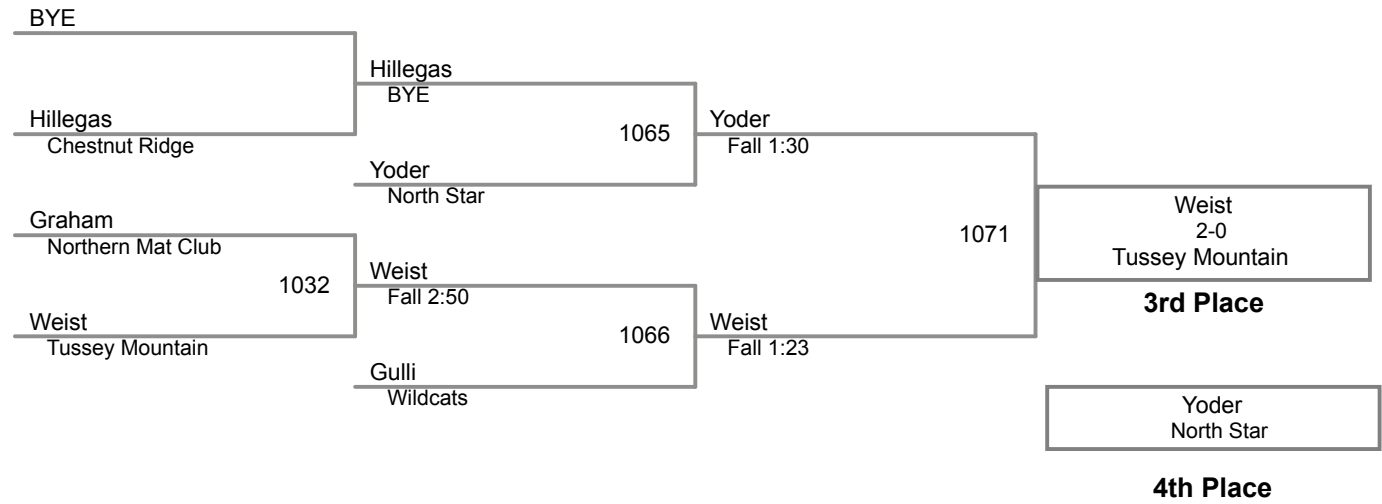 BYE
Hillegas
Chestnut Ridge
Graham
Northern Mat Club
1032
Weist
Tussey Mountain
Hillegas
BYE
1065
Yoder
North Star
Weist
Fall 2:50
1066
Gulli
Wildcats
Yoder
Fall 1:30
1071
Weist
Fall 1:23
Weist
2-0
Tussey Mountain
3rd Place
Yoder
North Star
4th Place